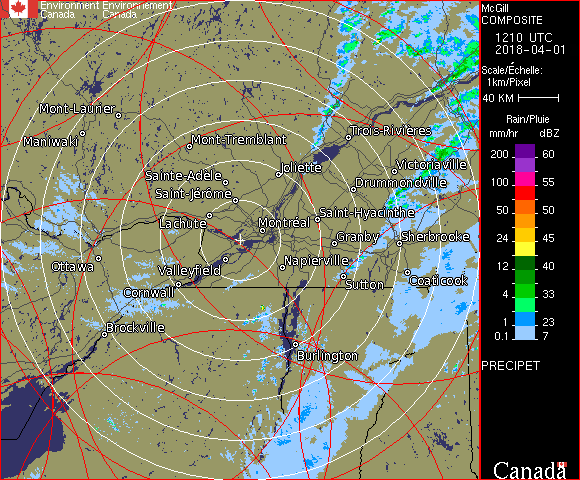 Environment Environnement
Canada Canada
McGill
COMPOSITE
1210 UTC
2018-04-01
Scale/Échelle:
1km/Pixel
40 KM
Rain/Pluie
mm/hr dBZ
200 60
100 55
50 50
24 45
12 40
4 33
1 23
0.1 7
PRECIPET
Canada
Mont-Laurier
Maniwaki
Mont-Tremblant
Trois-Rivières
Sainte-Adèle
Joliette
Victoriaville
Saint-Jérôme
Drummondville
Lachute
Montréal
Saint-Hyacinthe
Granby
Sherbrooke
Ottawa
Valleyfield
Napierville
Cornwall
Sutton
Coaticook
Brockville
Burlington